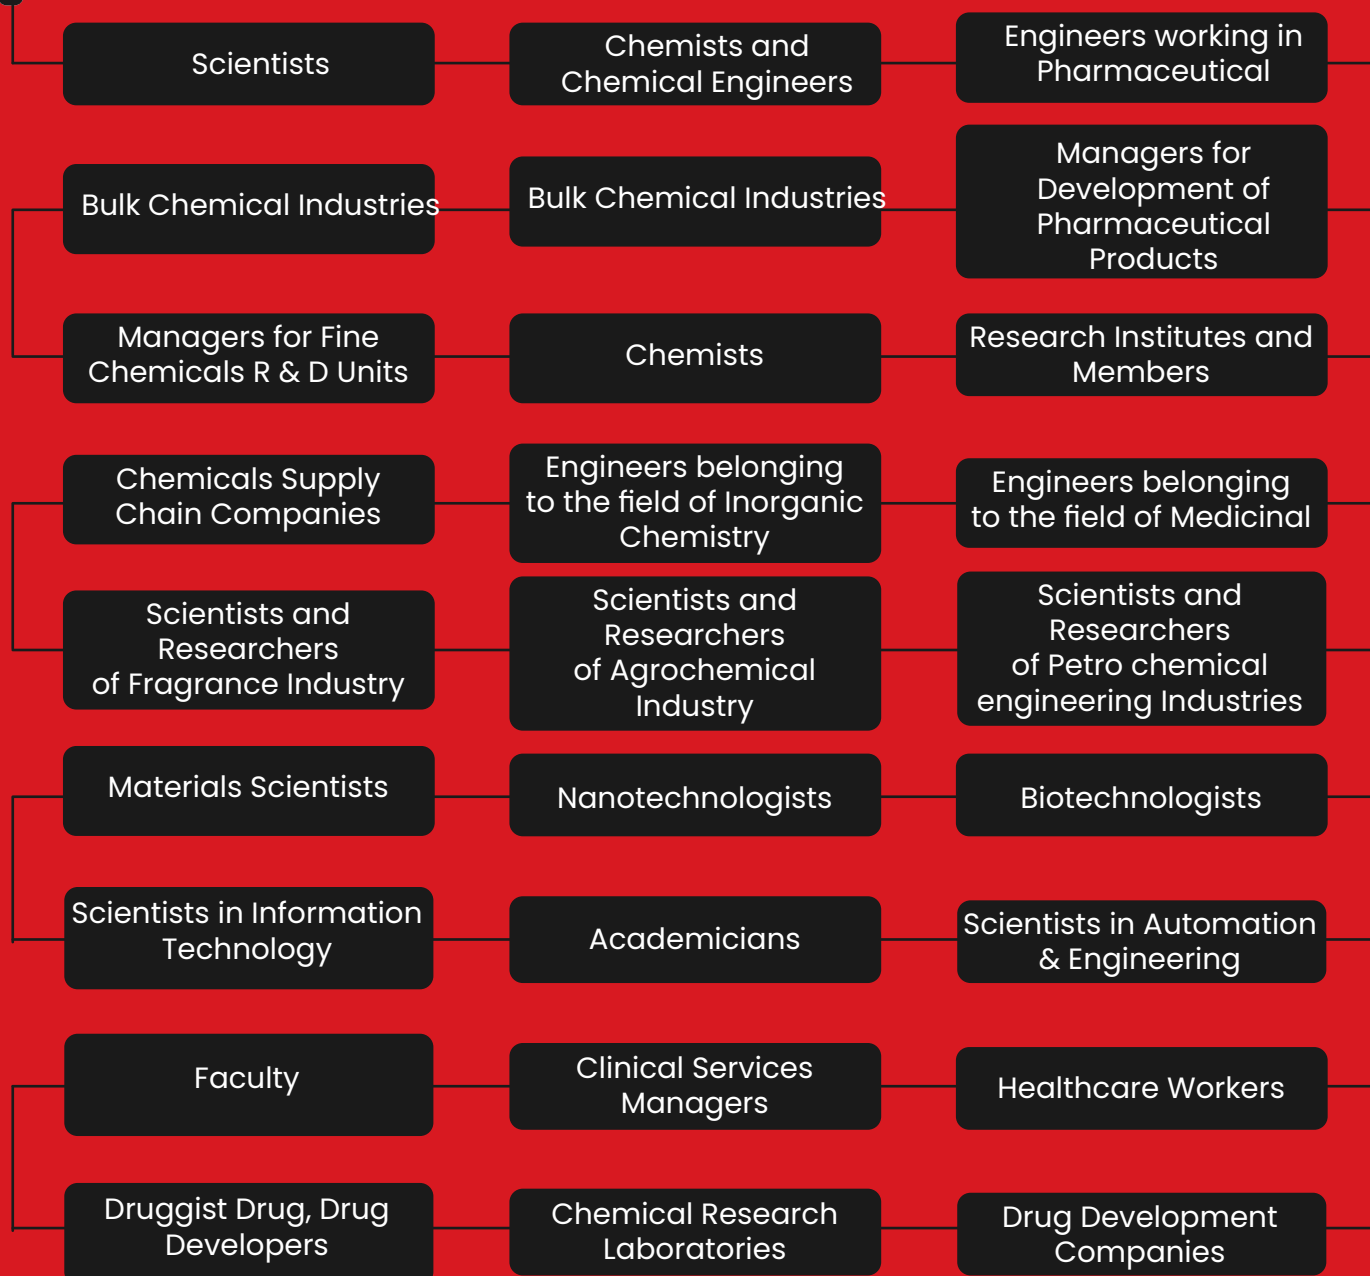 Scientists
Chemists and
Chemical Engineers
Engineers working in
Pharmaceutical
Bulk Chemical Industries
Bulk Chemical Industries
Managers for
Development of
Pharmaceutical
Products
Managers for Fine
Chemicals R & D Units
Chemists
Research Institutes and
Members
Chemicals Supply
Chain Companies
Engineers belonging
to the field of Inorganic
Chemistry
Engineers belonging
to the field of Medicinal
Scientists and
Researchers
of Fragrance Industry
Scientists and
Researchers
of Agrochemical
Industry
Scientists and
Researchers
of Petro chemical
engineering Industries
Materials Scientists
Nanotechnologists
Biotechnologists
Scientists in Information
Technology
Academicians
Scientists in Automation
& Engineering
Faculty
Clinical Services
Managers
Healthcare Workers
Druggist Drug, Drug
Developers
Chemical Research
Laboratories
Drug Development
Companies